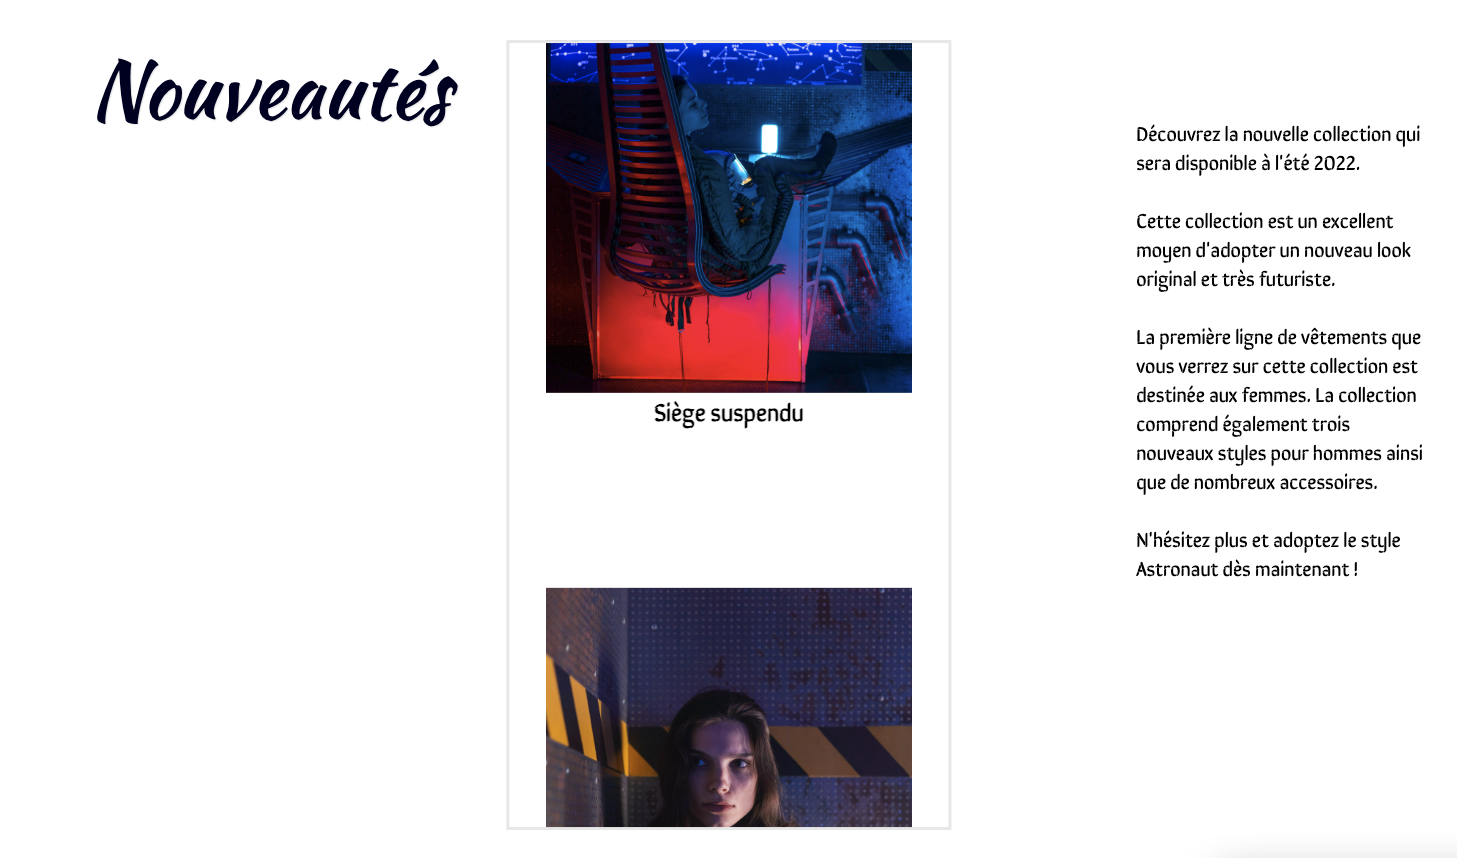 Nouveautés
Siège suspendu
Découvrez la nouvelle collection qui
sera disponible à l'été 2022.
Cette collection est un excellent
moyen d'adopter un nouveau look
original et très futuriste.
La première ligne de vêtements que
vous verrez sur cette collection est
destinée aux femmes. La collection
comprend également trois
nouveaux styles pour hommes ainsi
que de nombreux accessoires.
N'hésitez plus et adoptez le style
Astronaut dès maintenant !